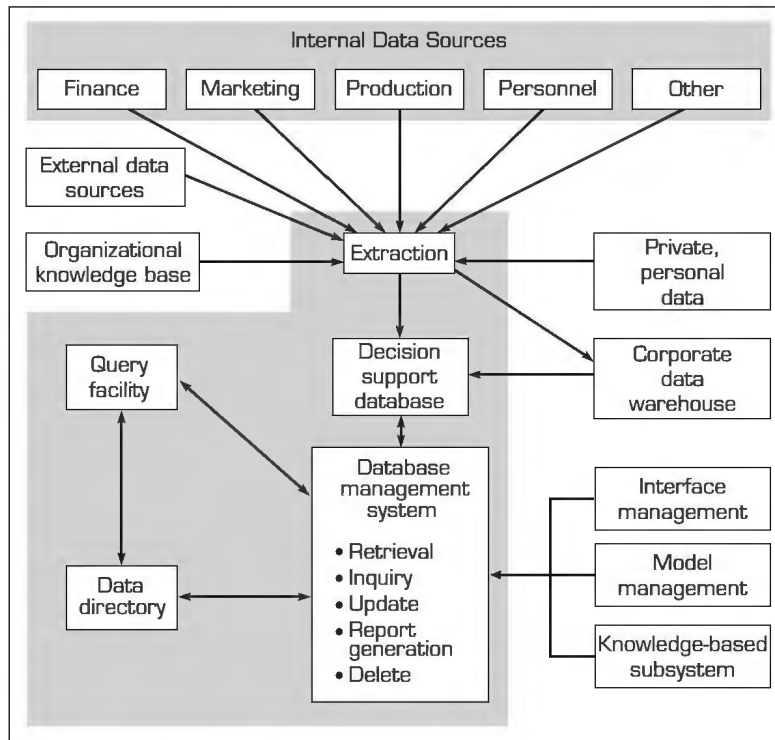 Internal Data Sources
Finance
Marketing
Production
Personnel
Other
External data
sources
Organizational
knowledge base
Extraction
Private,
personal
data
Query
facility
Decision
support
database
Corporate
data
warehouse
Database
management
system
• Retrieval
• Inquiry
• Update
• Report
generation
• Delete
Data
directory
Interface
management
Model
management
Knowledge-based
subsystem